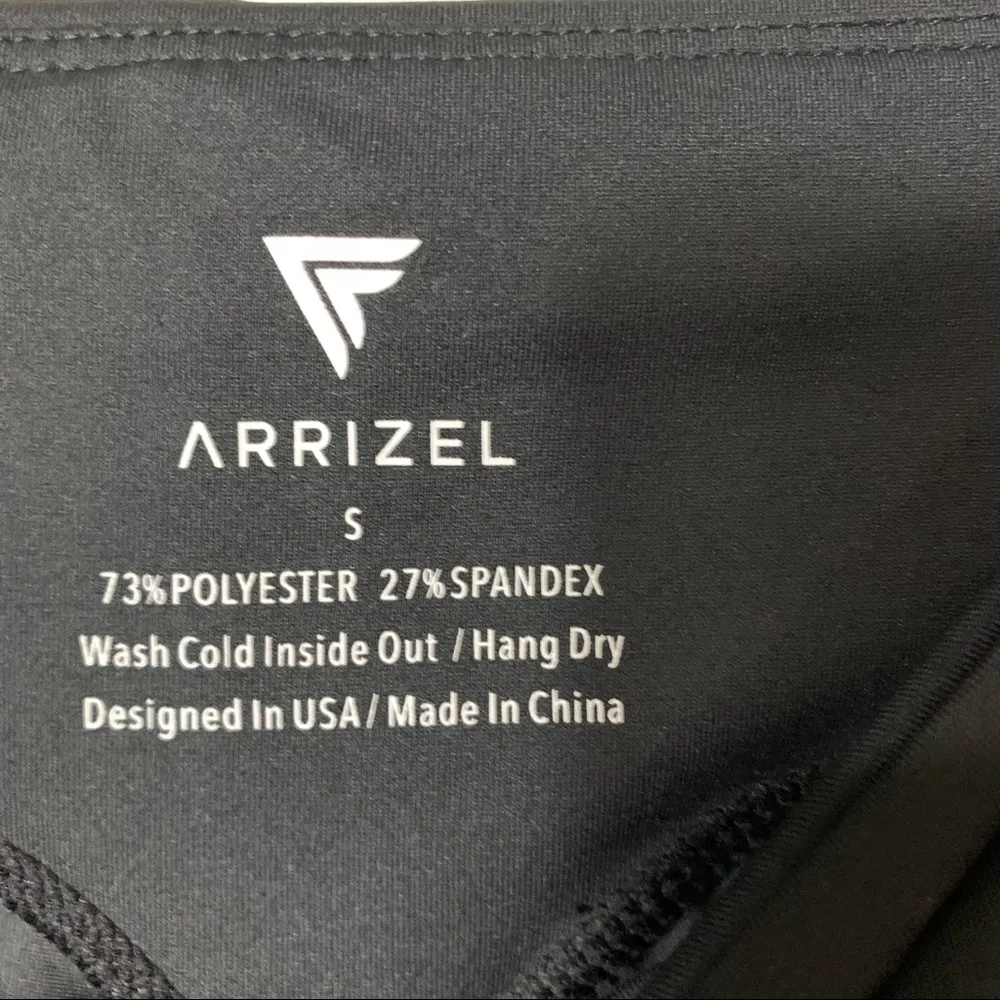 ARRIZEL
S
73%POLYESTER 27%SPANDEX
Wash Cold Inside Out / Hang Dry
Designed In USA / Made In China